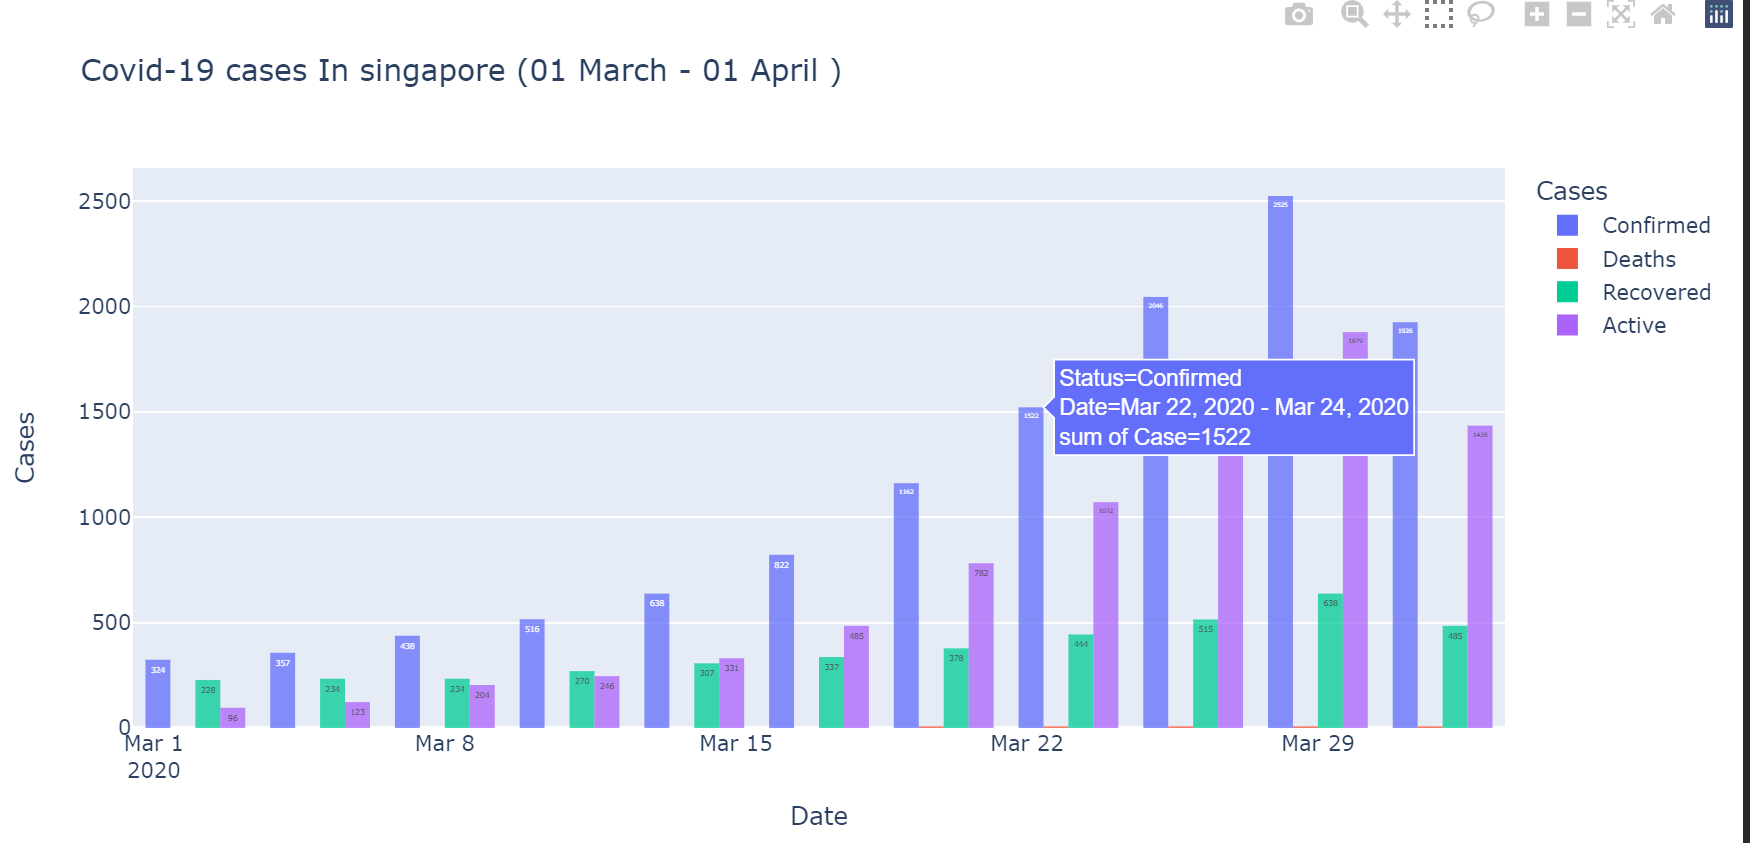 Covid-19 cases In singapore (01 March - 01 April )
Cases
2500
2000
1500
1000
500
0
324
228
96
357
234
123
438
234
204
516
270
246
638
307
331
822
337
485
1162
378
782
1522
444
1072
2046
515
2525
638
1879
1926
485
1435
Status=Confirmed
Date=Mar 22, 2020 - Mar 24, 2020
sum of Case=1522
Mar 1
2020
Mar 8
Mar 15
Mar 22
Mar 29
Date
Cases
Confirmed
Deaths
Recovered
Active